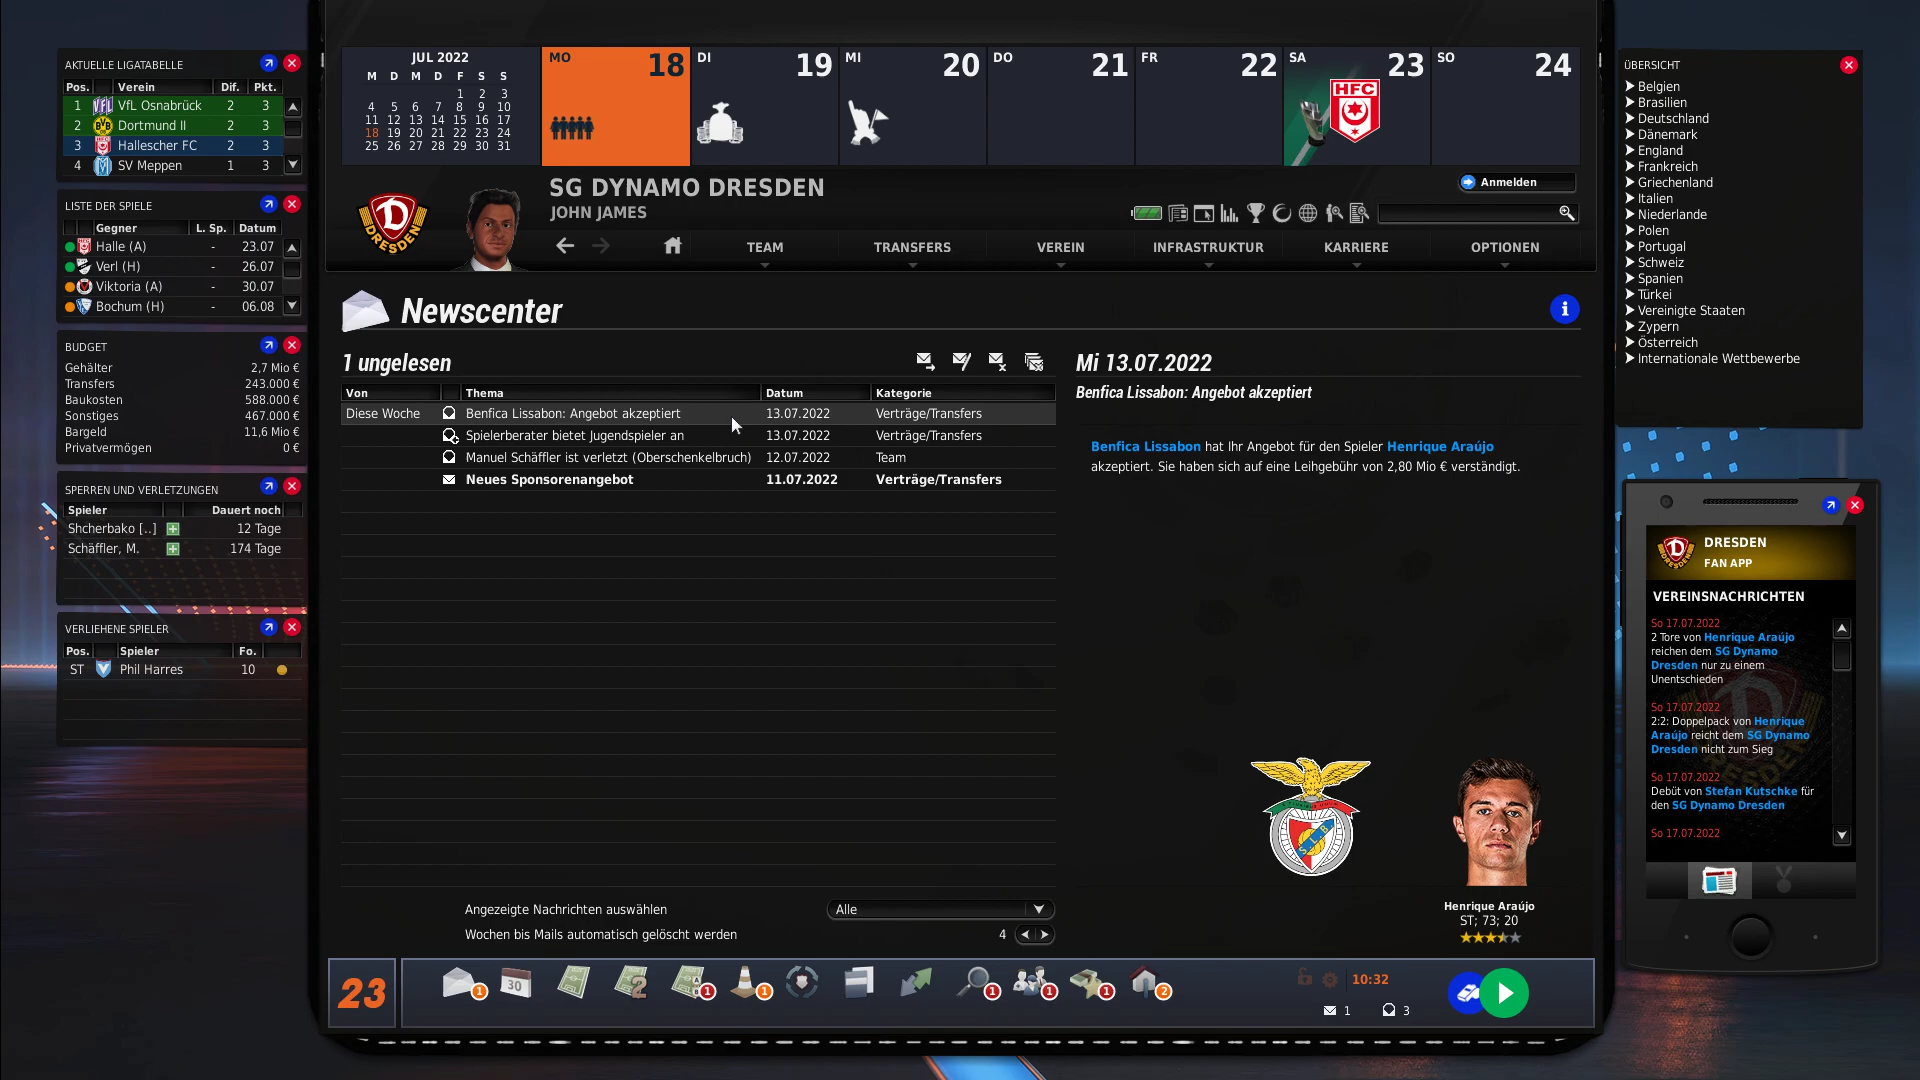 AKTUELLE LIGATABELLE
Pos. Verein Dif. Pkt.
1 VfL Osnabrück 2 3
2 Dortmund II 2 3
3 Hallescher FC 2 3
4 SV Meppen 1 3
LISTE DER SPIELE
Gegner L. Sp. Datum
Halle (A) - 23.07
Verl (H) - 26.07
Viktoria (A) - 30.07
Bochum (H) - 06.08
BUDGET
Gehälter 2,7 Mio €
Transfers 243.000 €
Baukosten 588.000 €
Sonstiges 467.000 €
Bargeld 11,6 Mio €
Privatvermögen 0 €
SPERREN UND VERLETZUNGEN
Spieler Dauert noch
Shcherbako [..] 12 Tage
Schäffler, M. 174 Tage
VERLIEHENE SPIELER
Pos. Spieler Fo.
ST Phil Harres 10
JUL 2022
M D M D F S S
1 2 3
4 5 6 7 8 9 10
11 12 13 14 15 16 17
18 19 20 21 22 23 24
25 26 27 28 29 30 31
MO 18 DI 19 MI 20 DO 21 FR 22 SA 23 SO 24
HFC
SG DYNAMO DRESDEN
JOHN JAMES
D
DRESDEN
Anmelden
TEAM TRANSFERS VEREIN INFRASTRUKTUR KARRIERE OPTIONEN
Newscenter
1 ungelesen
Von Thema Datum Kategorie
Diese Woche Benfica Lissabon: Angebot akzeptiert 13.07.2022 Verträge/Transfers
Spielerberater bietet Jugendspieler an 13.07.2022 Verträge/Transfers
Manuel Schäffler ist verletzt (Oberschenkelbruch) 12.07.2022 Team
Neues Sponsorenangebot 11.07.2022 Verträge/Transfers
Angezeigte Nachrichten auswählen Alle
Wochen bis Mails automatisch gelöscht werden 4
Mi 13.07.2022
Benfica Lissabon: Angebot akzeptiert
Benfica Lissabon hat Ihr Angebot für den Spieler Henrique Araújo
akzeptiert. Sie haben sich auf eine Leihgebühr von 2,80 Mio € verständigt.
Henrique Araújo
ST; 73; 20
23
1 30 2 1 1 1 1 1 2
10:32
1 3
ÜBERSICHT
Belgien
Brasilien
Deutschland
Dänemark
England
Frankreich
Griechenland
Italien
Niederlande
Polen
Portugal
Schweiz
Spanien
Türkei
Vereinigte Staaten
Zypern
Österreich
Internationale Wettbewerbe
DRESDEN
FAN APP
VEREINSNACHRICHTEN
So 17.07.2022
2 Tore von Henrique Araújo
reichen dem SG Dynamo
Dresden nur zu einem
Unentschieden
So 17.07.2022
2:2: Doppelpack von Henrique
Araújo reicht dem SG Dynamo
Dresden nicht zum Sieg
So 17.07.2022
Debüt von Stefan Kutschke für
den SG Dynamo Dresden
So 17.07.2022